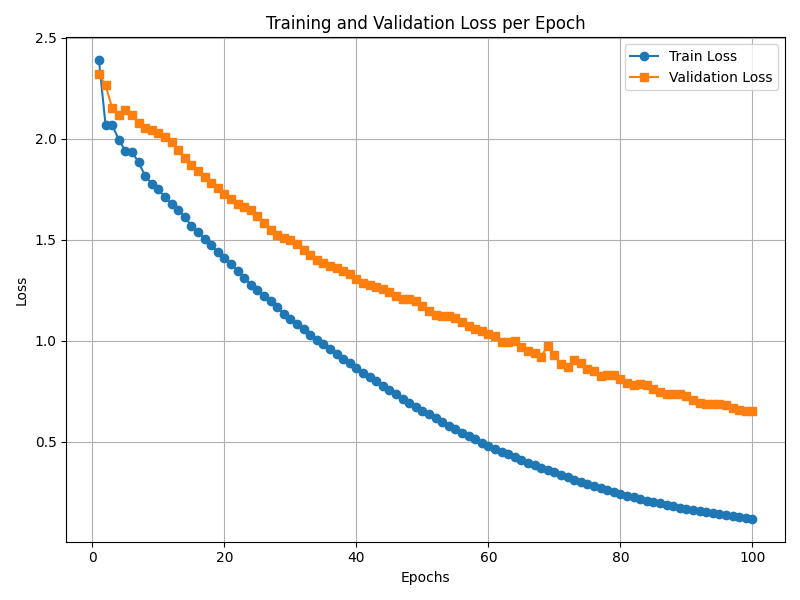 Training and Validation Loss per Epoch
2.5
Train Loss
Validation Loss
2.0
1.5
Loss
1.0
0.5
0 20 40 60 80 100
Epochs